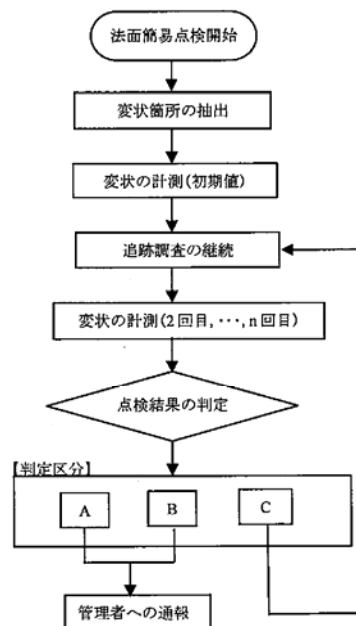 法面簡易点検開始
変状箇所の抽出
変状の計測(初期値)
追跡調査の継続
変状の計測(2回目,･･･,n回目)
点検結果の判定
【判定区分】
A B C
管理者への通報